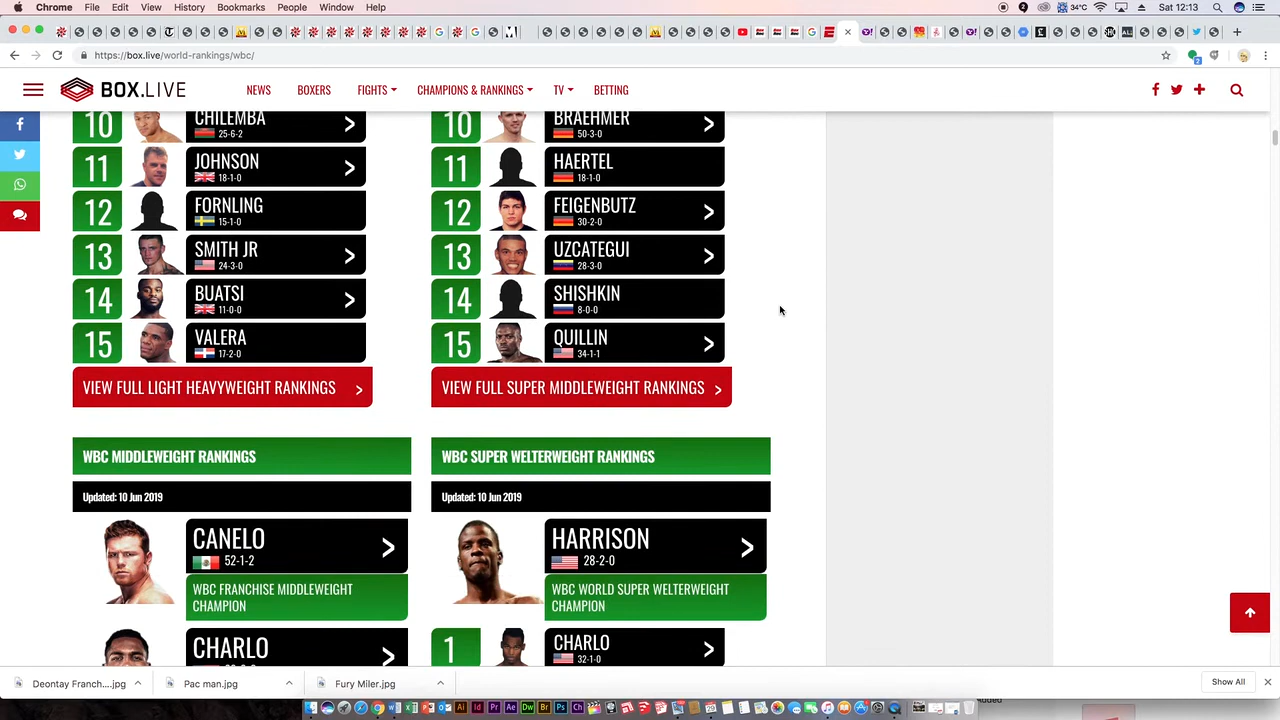 Chrome File Edit View History Bookmarks People Window Help
34°C Sat 12:13
https://box.live/world-rankings/wbc/
BOX.LIVE
NEWS BOXERS FIGHTS CHAMPIONS & RANKINGS TV BETTING
10 CHILEMBA
25-6-2
11 JOHNSON
18-1-0
12 FORNLING
15-1-0
13 SMITH JR
24-3-0
14 BUATSI
11-0-0
15 VALERA
17-2-0
VIEW FULL LIGHT HEAVYWEIGHT RANKINGS
10 BRAEHMER
50-3-0
11 HAERTEL
18-1-0
12 FEIGENBUTZ
30-2-0
13 UZCATEGUI
28-3-0
14 SHISHKIN
8-0-0
15 QUILLIN
34-1-1
VIEW FULL SUPER MIDDLEWEIGHT RANKINGS
WBC MIDDLEWEIGHT RANKINGS
Updated: 10 Jun 2019
CANELO
52-1-2
WBC FRANCHISE MIDDLEWEIGHT
CHAMPION
CHARLO
WBC SUPER WELTERWEIGHT RANKINGS
Updated: 10 Jun 2019
HARRISON
28-2-0
WBC WORLD SUPER WELTERWEIGHT
CHAMPION
1 CHARLO
32-1-0
Deontay Franch....jpg Pac man.jpg Fury Miler.jpg Show All